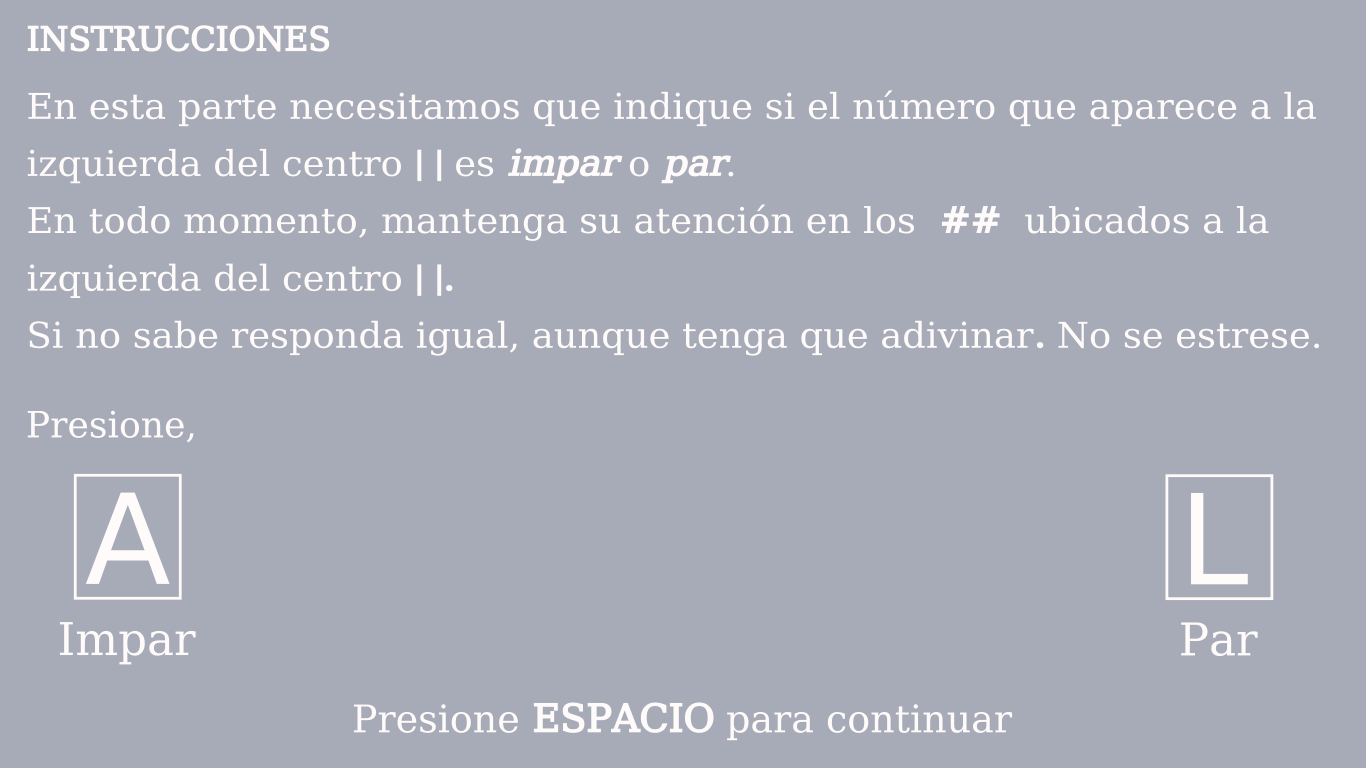 INSTRUCCIONES
En esta parte necesitamos que indique si el número que aparece a la
izquierda del centro | | es impar o par.
En todo momento, mantenga su atención en los ## ubicados a la
izquierda del centro | |.
Si no sabe responda igual, aunque tenga que adivinar. No se estrese.
Presione,
A L
Impar Par
Presione ESPACIO para continuar